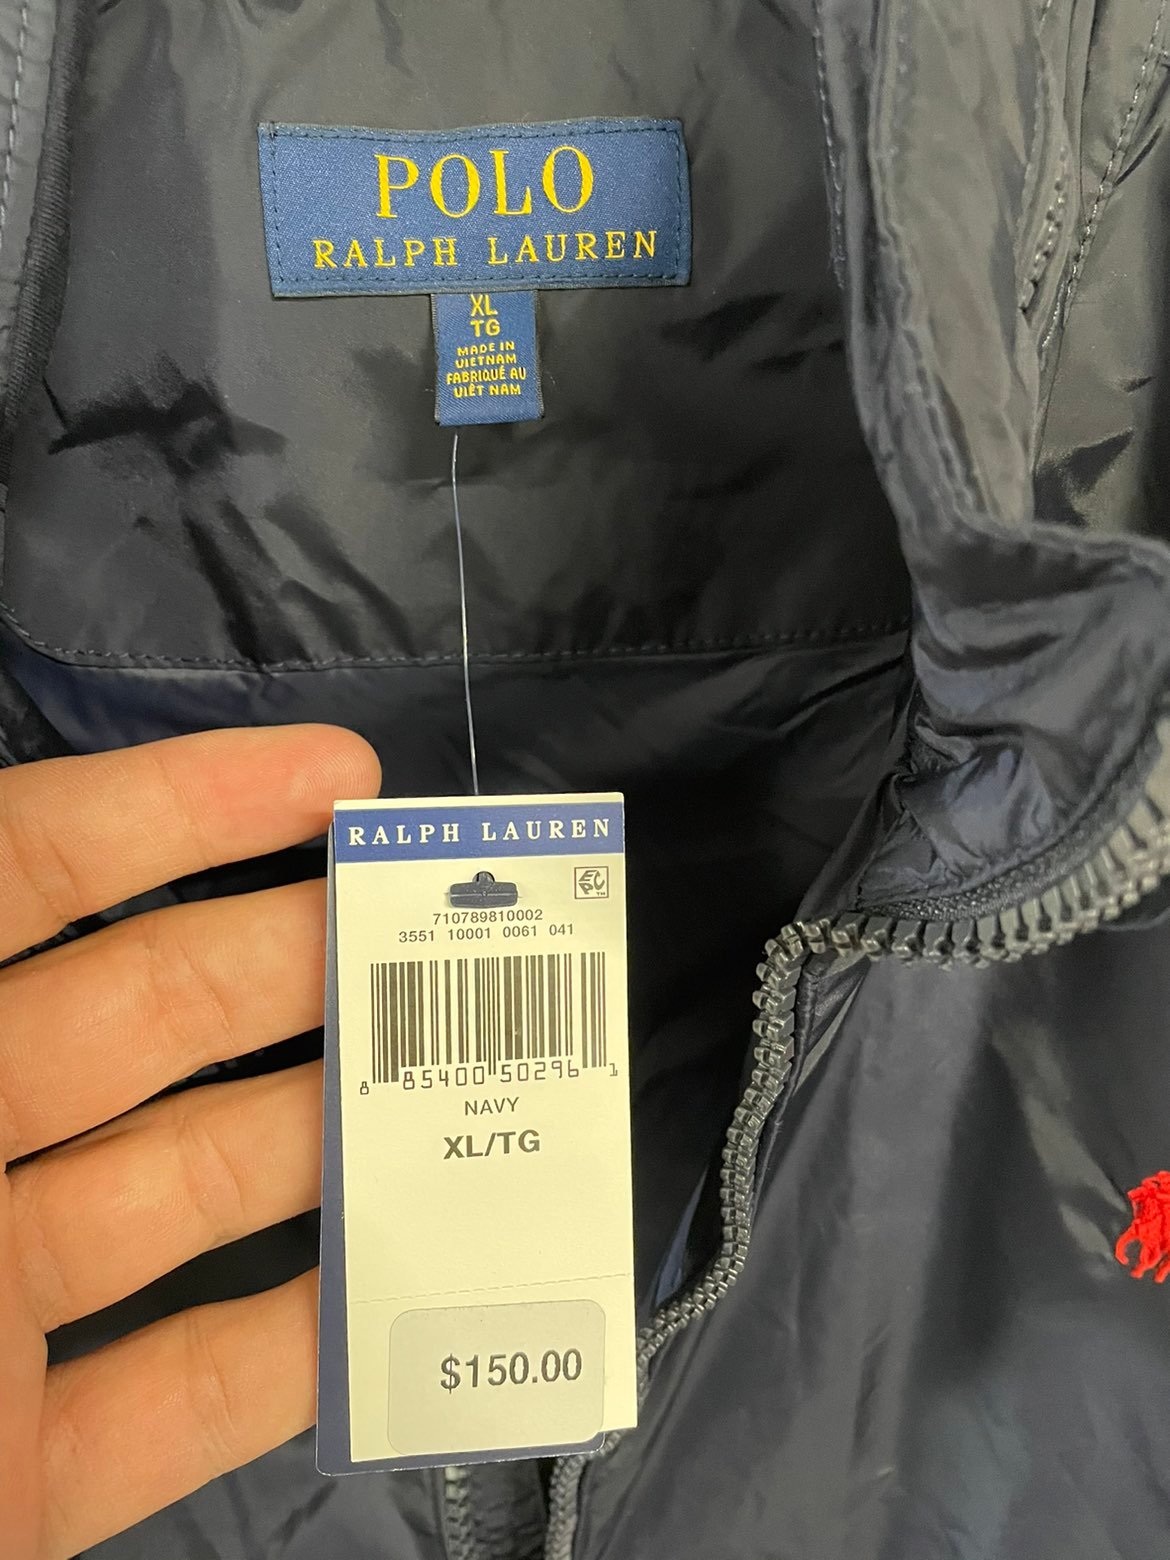 POLO
RALPH LAUREN
XL
TG
MADE IN
VIETNAM
FABRIQUÉ AU
VIÊT NAM
RALPH LAUREN
710789810002
3551 10001 0061 041
8 85400 50296 1
NAVY
XL/TG
$150.00